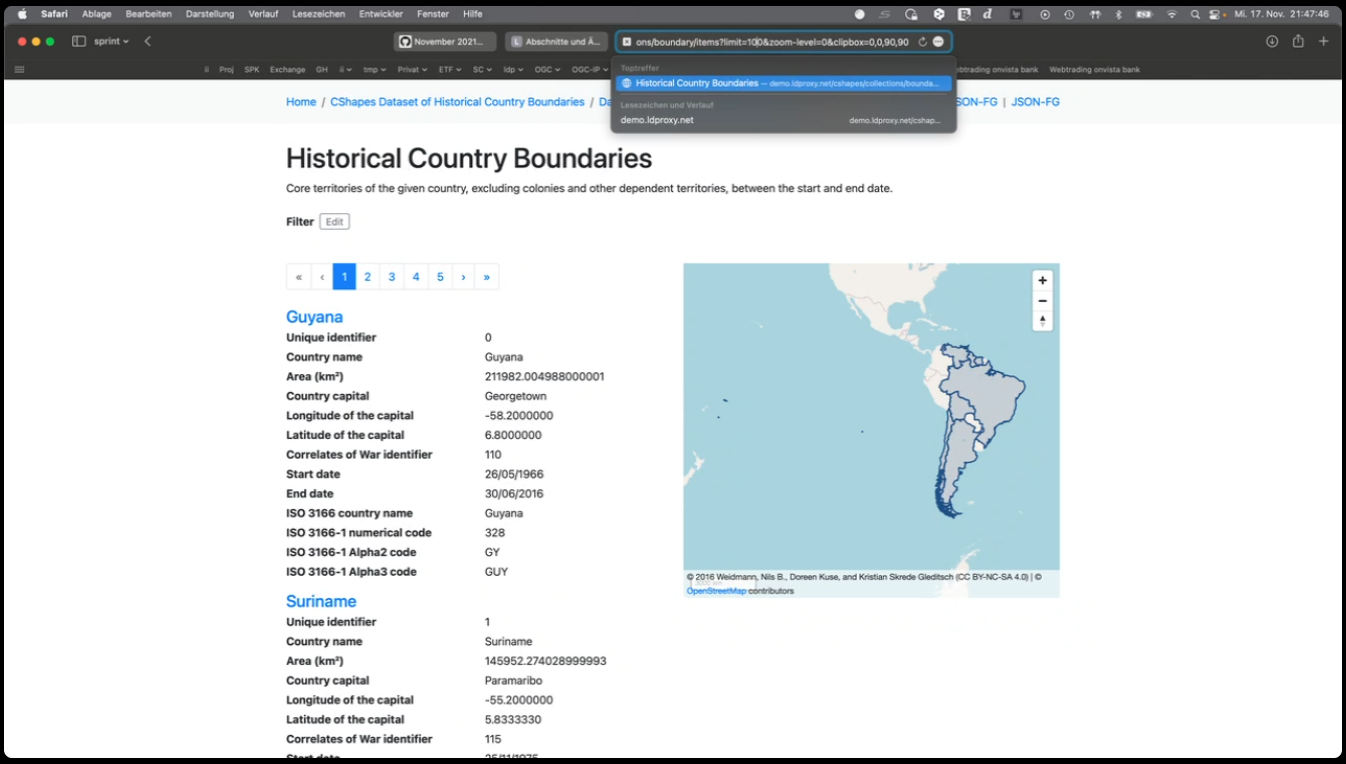 Safari Ablage Bearbeiten Darstellung Verlauf Lesezeichen Entwickler Fenster Hilfe Mi. 17. Nov. 21:47:46
sprint November 2021... Abschnitte und Ä... ons/boundary/items?limit=100&zoom-level=0&clipbox=0,0,90,90
Proj SPK Exchange GH tmp Privat ETF SC ldp OGC OGC-IP ebtrading onvista bank Webtrading onvista bank
Toptreffer
Historical Country Boundaries — demo.ldproxy.net/cshapes/collections/bounda...
Lesezeichen und Verlauf
demo.ldproxy.net demo.ldproxy.net/cshap...
Home / CShapes Dataset of Historical Country Boundaries / Da SON-FG | JSON-FG
Historical Country Boundaries
Core territories of the given country, excluding colonies and other dependent territories, between the start and end date.
Filter Edit
« ‹ 1 2 3 4 5 › »
Guyana
Unique identifier 0
Country name Guyana
Area (km²) 211982.004988000001
Country capital Georgetown
Longitude of the capital -58.2000000
Latitude of the capital 6.8000000
Correlates of War identifier 110
Start date 26/05/1966
End date 30/06/2016
ISO 3166 country name Guyana
ISO 3166-1 numerical code 328
ISO 3166-1 Alpha2 code GY
ISO 3166-1 Alpha3 code GUY
Suriname
Unique identifier 1
Country name Suriname
Area (km²) 145952.274028999993
Country capital Paramaribo
Longitude of the capital -55.2000000
Latitude of the capital 5.8333330
Correlates of War identifier 115
Start date 25/11/1975
+
−
© 2016 Weidmann, Nils B., Doreen Kuse, and Kristian Skrede Gleditsch (CC BY-NC-SA 4.0) | ©
OpenStreetMap contributors